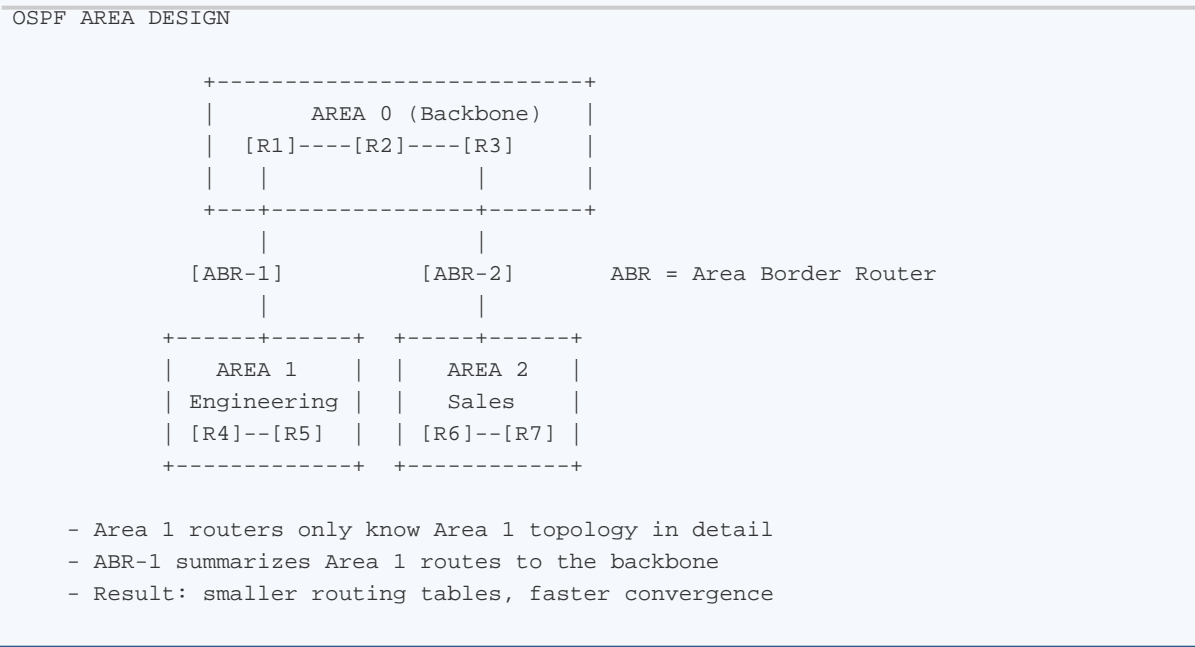 OSPF AREA DESIGN
+----------------------------+
|       AREA 0 (Backbone)   |
|  [R1]----[R2]----[R3]     |
|   |               |       |
+---+---------------+-------+
|               |
[ABR-1]          [ABR-2]       ABR = Area Border Router
|               |
+------+------+  +-----+------+
|   AREA 1    |  |   AREA 2   |
| Engineering |  |   Sales    |
| [R4]--[R5]  |  | [R6]--[R7] |
+-------------+  +------------+
- Area 1 routers only know Area 1 topology in detail
- ABR-1 summarizes Area 1 routes to the backbone
- Result: smaller routing tables, faster convergence